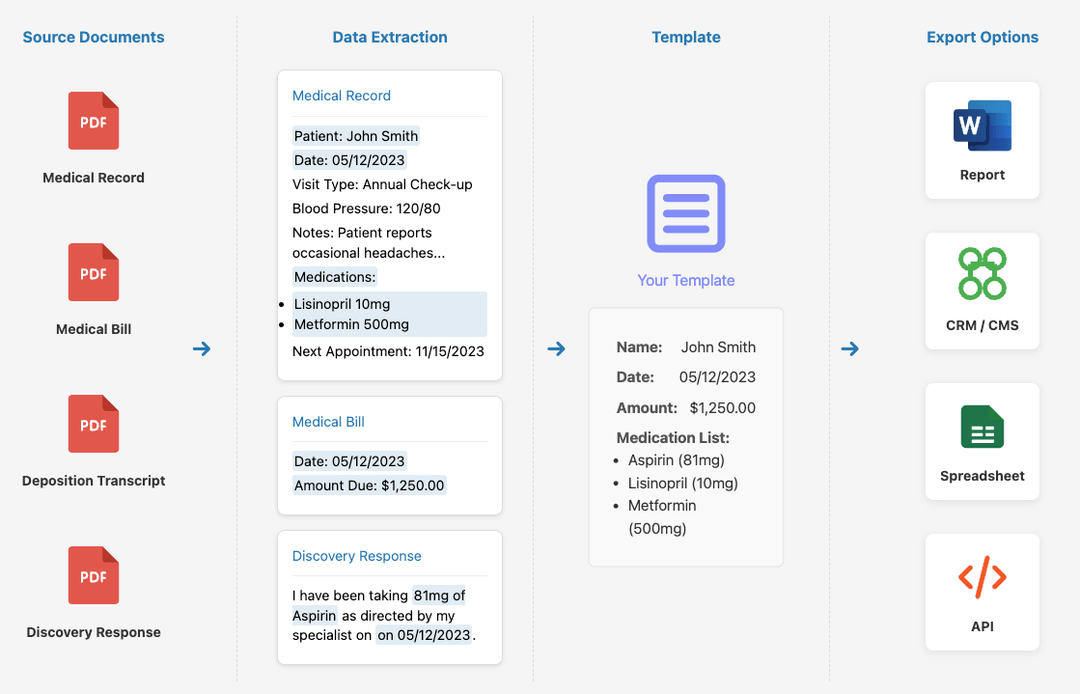 Source Documents
PDF
Medical Record
PDF
Medical Bill
PDF
Deposition Transcript
PDF
Discovery Response
Data Extraction
Medical Record
Patient: John Smith
Date: 05/12/2023
Visit Type: Annual Check-up
Blood Pressure: 120/80
Notes: Patient reports
occasional headaches...
Medications:
• Lisinopril 10mg
• Metformin 500mg
Next Appointment: 11/15/2023
Medical Bill
Date: 05/12/2023
Amount Due: $1,250.00
Discovery Response
I have been taking 81mg of
Aspirin as directed by my
specialist on on 05/12/2023.
Template
Your Template
Name: John Smith
Date: 05/12/2023
Amount: $1,250.00
Medication List:
• Aspirin (81mg)
• Lisinopril (10mg)
• Metformin
(500mg)
Export Options
W
Report
CRM / CMS
Spreadsheet
</>
API